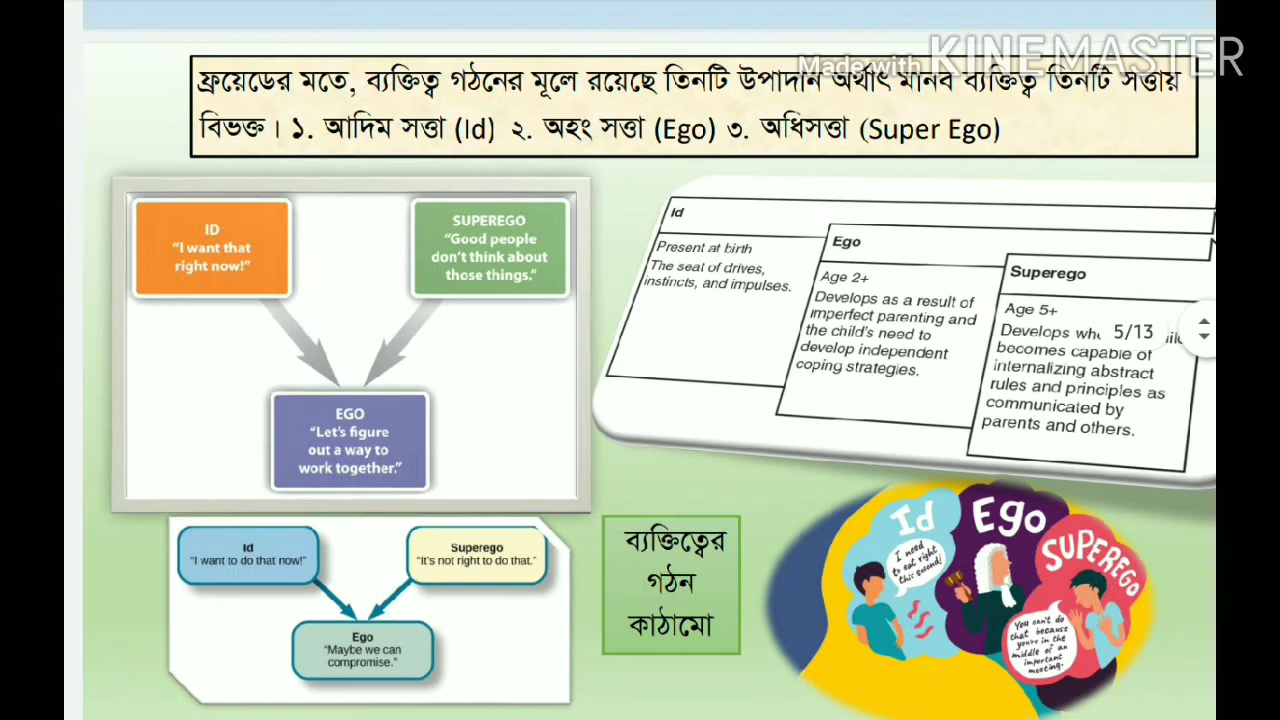 Made with KINEMASTER
ফ্রয়েডের মতে, ব্যক্তিত্ব গঠনের মূলে রয়েছে তিনটি উপাদান অর্থাৎ মানব ব্যক্তিত্ব তিনটি সত্তায়
বিভক্ত। ১. আদিম সত্তা (Id) ২. অহং সত্তা (Ego) ৩. অধিসত্তা (Super Ego)
ID
“I want that
right now!”
SUPEREGO
“Good people
don’t think about
those things.”
EGO
“Let’s figure
out a way to
work together.”
Id
Present at birth
The seat of drives,
instincts, and impulses.
Ego
Age 2+
Develops as a result of
imperfect parenting and
the child’s need to
develop independent
coping strategies.
Superego
Age 5+
Develops
becomes capable of
internalizing abstract
rules and principles as
communicated by
parents and others.
5/13
Id
“I want to do that now!”
Superego
“It’s not right to do that.”
Ego
“Maybe we can
compromise.”
ব্যক্তিত্বের
গঠন
কাঠামো
Id
I need
to eat right
this second!
Ego
SUPEREGO
You can't do
that because
you're in the
middle of an
important
meeting.